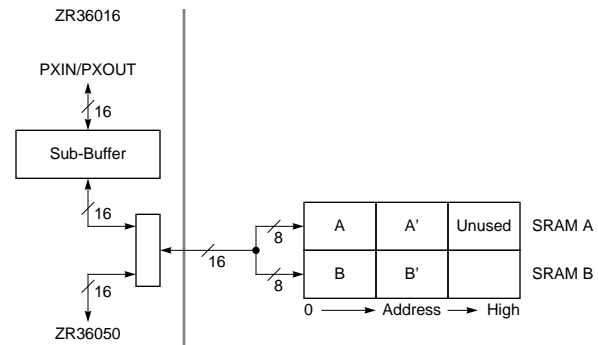 ZR36016
PXIN/PXOUT
16
Sub-Buffer
16
16
ZR36050
16
8
8
A A' Unused SRAM A
B B' SRAM B
0 Address High